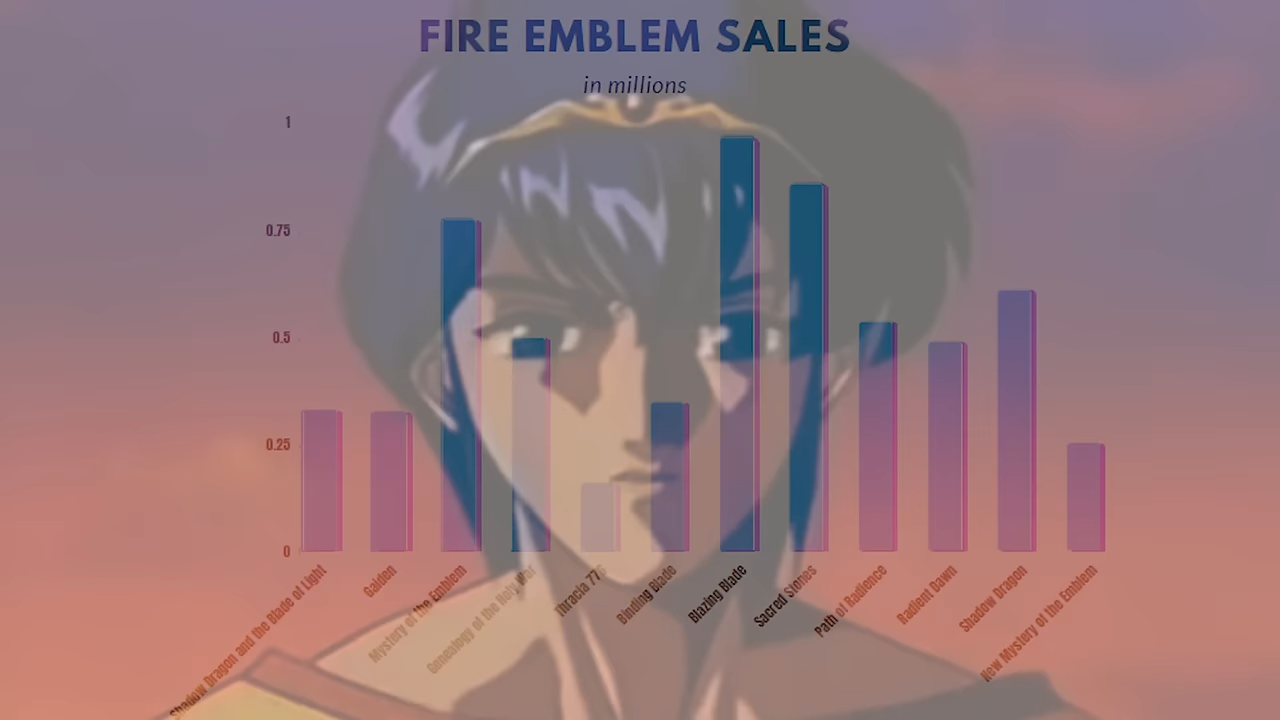 FIRE EMBLEM SALES
in millions
1
0.75
0.5
0.25
0
Shadow Dragon and the Blade of Light
Gaiden
Mystery of the Emblem
Genealogy of the Holy War
Thracia 776
Binding Blade
Blazing Blade
Sacred Stones
Path of Radience
Radient Dawn
Shadow Dragon
New Mystery of the Emblem